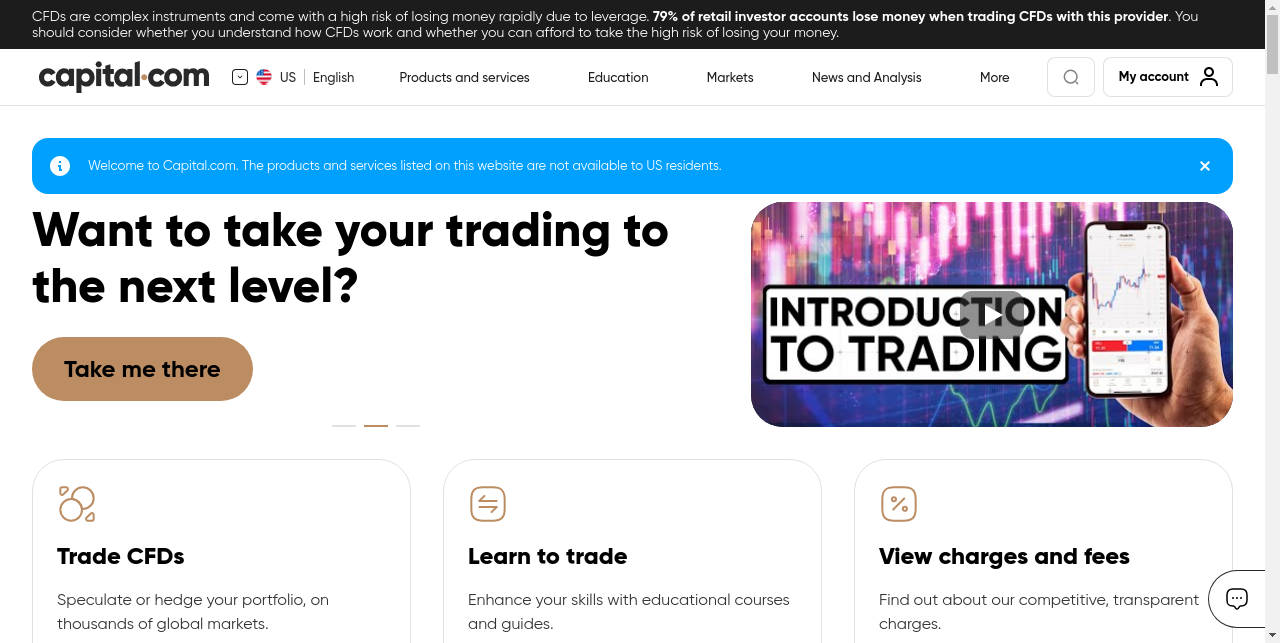 CFDs are complex instruments and come with a high risk of losing money rapidly due to leverage. 79% of retail investor accounts lose money when trading CFDs with this provider. You
should consider whether you understand how CFDs work and whether you can afford to take the high risk of losing your money.
capital.com
US English Products and services Education Markets News and Analysis More My account
Welcome to Capital.com. The products and services listed on this website are not available to US residents.
Want to take your trading to
the next level?
Take me there
INTRODUCTION
TO TRADING
Trade CFDs
Speculate or hedge your portfolio, on
thousands of global markets.
Learn to trade
Enhance your skills with educational courses
and guides.
View charges and fees
Find out about our competitive, transparent
charges.